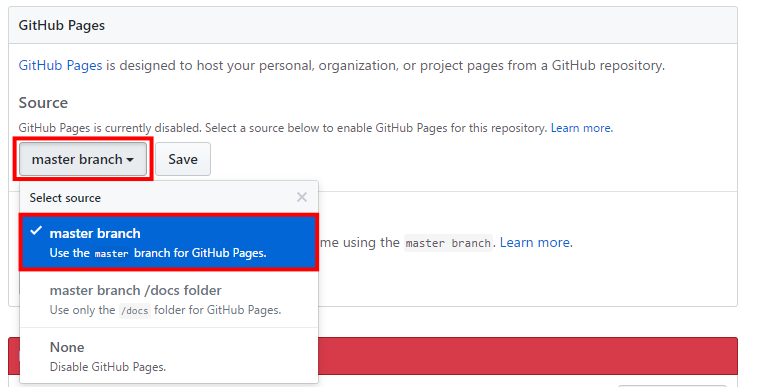 GitHub Pages
GitHub Pages is designed to host your personal, organization, or project pages from a GitHub repository.
Source
GitHub Pages is currently disabled. Select a source below to enable GitHub Pages for this repository. Learn more.
master branch Save
Select source
master branch
Use the master branch for GitHub Pages.
me using the master branch. Learn more.
master branch /docs folder
Use only the /docs folder for GitHub Pages.
None
Disable GitHub Pages.